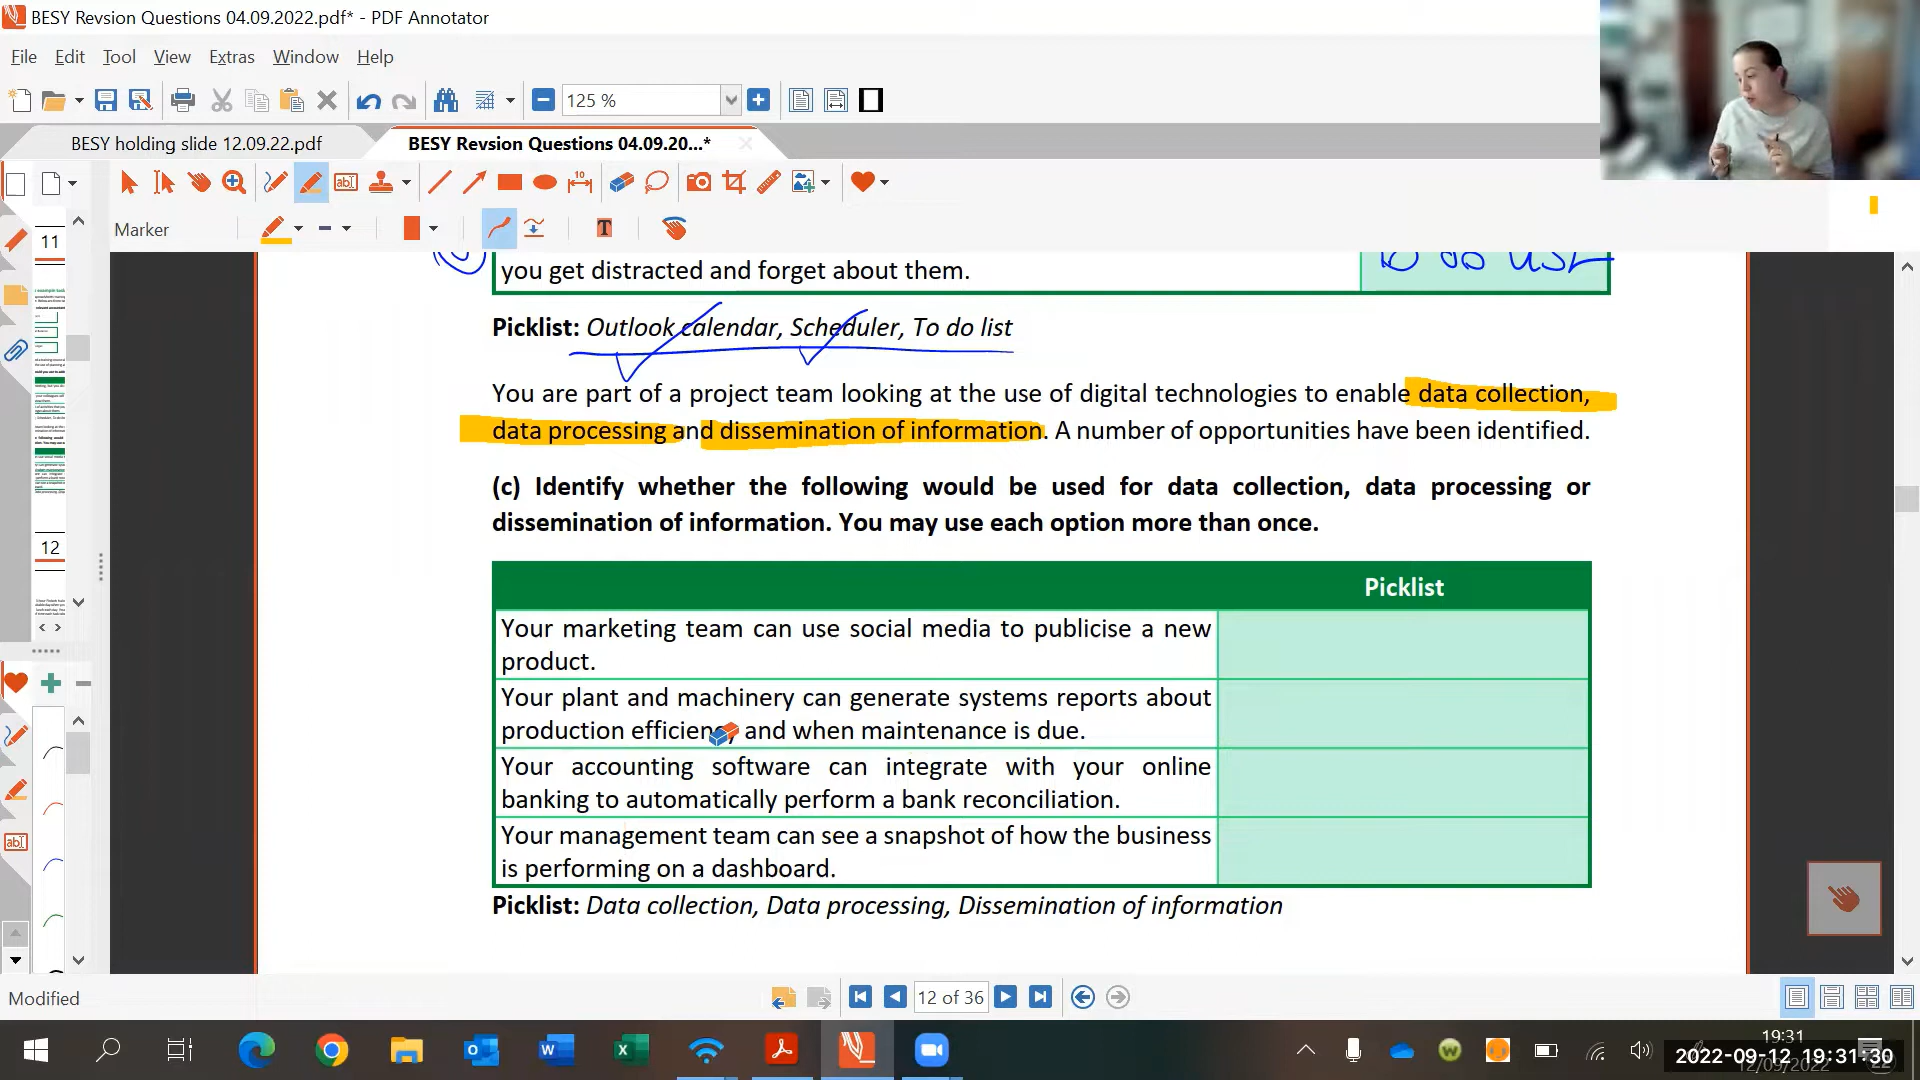 BESY Revsion Questions 04.09.2022.pdf* - PDF Annotator
File Edit Tool View Extras Window Help
125 %
BESY holding slide 12.09.22.pdf
BESY Revsion Questions 04.09.20...*
Marker
11
12
you get distracted and forget about them.
to do list
Picklist: Outlook calendar, Scheduler, To do list
You are part of a project team looking at the use of digital technologies to enable data collection,
data processing and dissemination of information. A number of opportunities have been identified.
(c) Identify whether the following would be used for data collection, data processing or
dissemination of information. You may use each option more than once.
Picklist
Your marketing team can use social media to publicise a new
product.
Your plant and machinery can generate systems reports about
production efficiency and when maintenance is due.
Your accounting software can integrate with your online
banking to automatically perform a bank reconciliation.
Your management team can see a snapshot of how the business
is performing on a dashboard.
Picklist: Data collection, Data processing, Dissemination of information
Modified
12 of 36
19:31
2022-09-12 19:31:30
12/09/2022
22